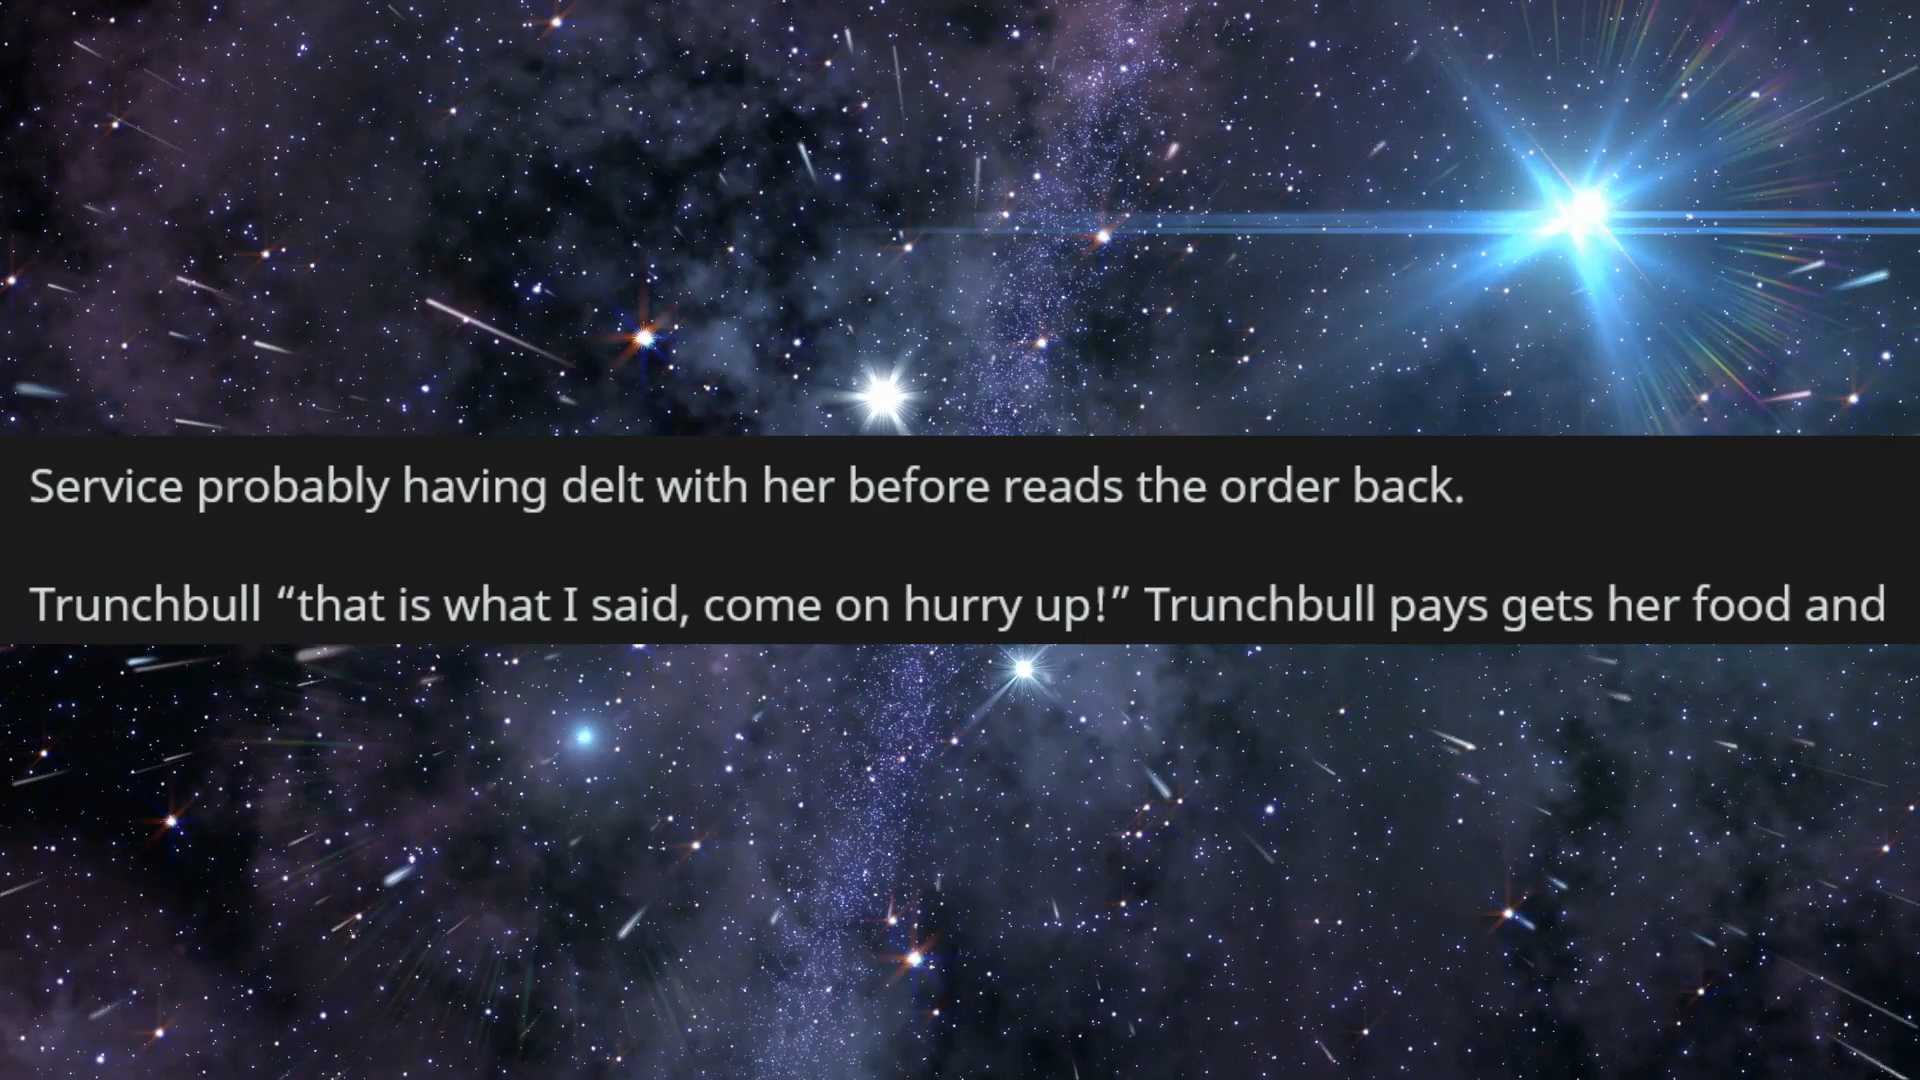 Service probably having delt with her before reads the order back.
Trunchbull “that is what I said, come on hurry up!” Trunchbull pays gets her food and